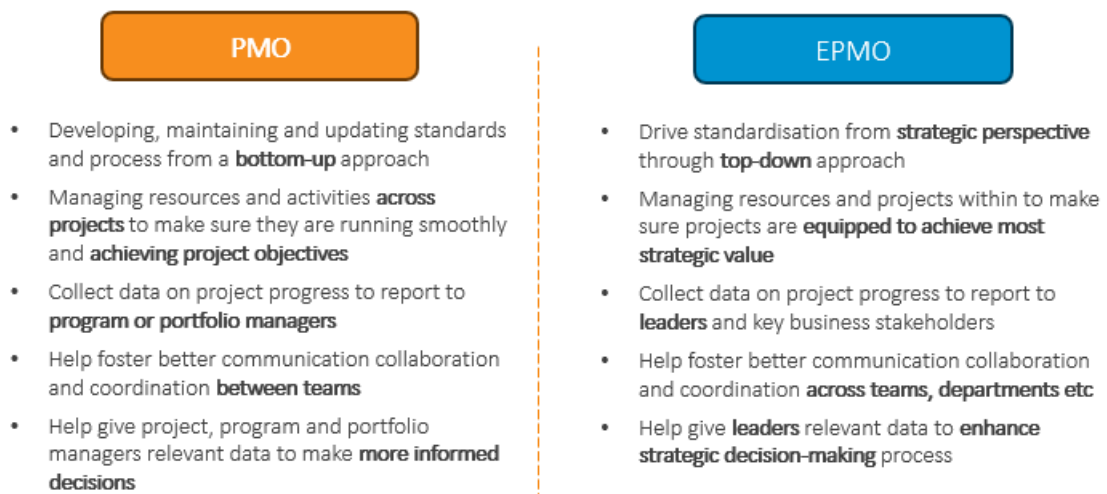 PMO
• Developing, maintaining and updating standards
and process from a bottom-up approach
• Managing resources and activities across
projects to make sure they are running smoothly
and achieving project objectives
• Collect data on project progress to report to
program or portfolio managers
• Help foster better communication collaboration
and coordination between teams
• Help give project, program and portfolio
managers relevant data to make more informed
decisions
EPMO
• Drive standardisation from strategic perspective
through top-down approach
• Managing resources and projects within to make
sure projects are equipped to achieve most
strategic value
• Collect data on project progress to report to
leaders and key business stakeholders
• Help foster better communication collaboration
and coordination across teams, departments etc
• Help give leaders relevant data to enhance
strategic decision-making process